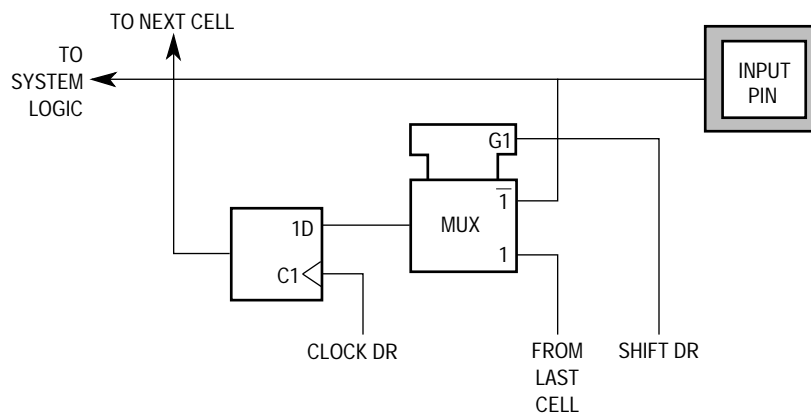 TO NEXT CELL
TO
SYSTEM
LOGIC
INPUT
PIN
G1
1D
MUX
1
1
C1
CLOCK DR
FROM
LAST
CELL
SHIFT DR